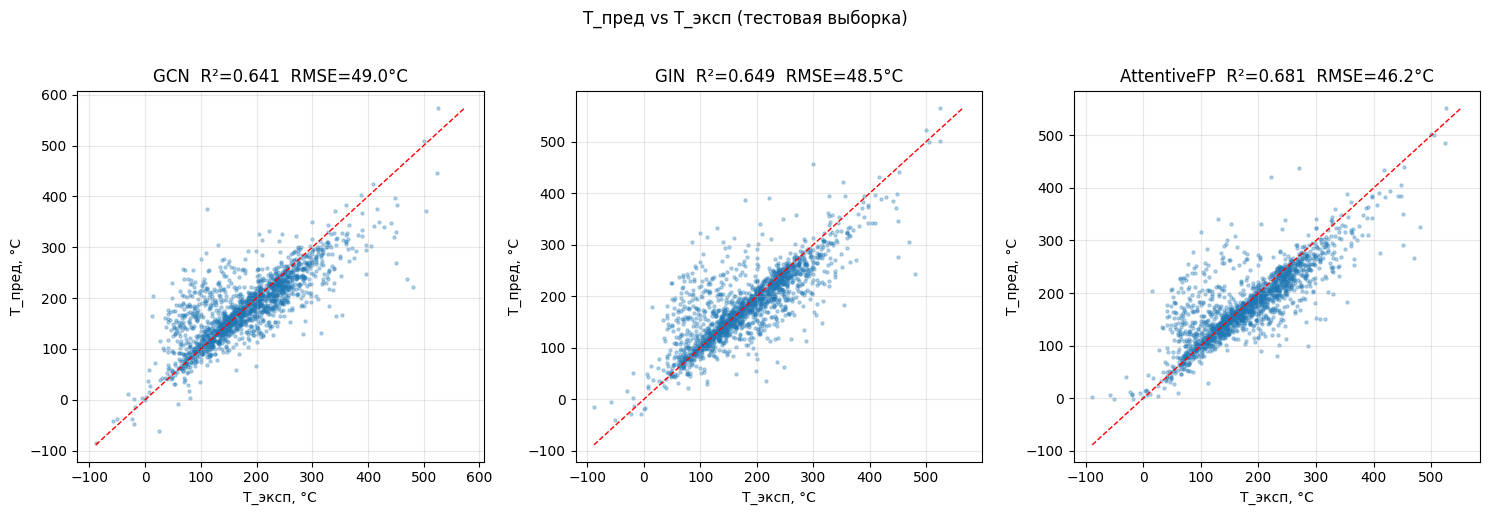 T_пред vs T_эксп (тестовая выборка)
GCN  R²=0.641  RMSE=49.0°C
T_пред, °C
600
500
400
300
200
100
0
−100
−100 0 100 200 300 400 500 600
T_эксп, °C
GIN  R²=0.649  RMSE=48.5°C
T_пред, °C
500
400
300
200
100
0
−100
−100 0 100 200 300 400 500
T_эксп, °C
AttentiveFP  R²=0.681  RMSE=46.2°C
T_пред, °C
500
400
300
200
100
0
−100
−100 0 100 200 300 400 500
T_эксп, °C